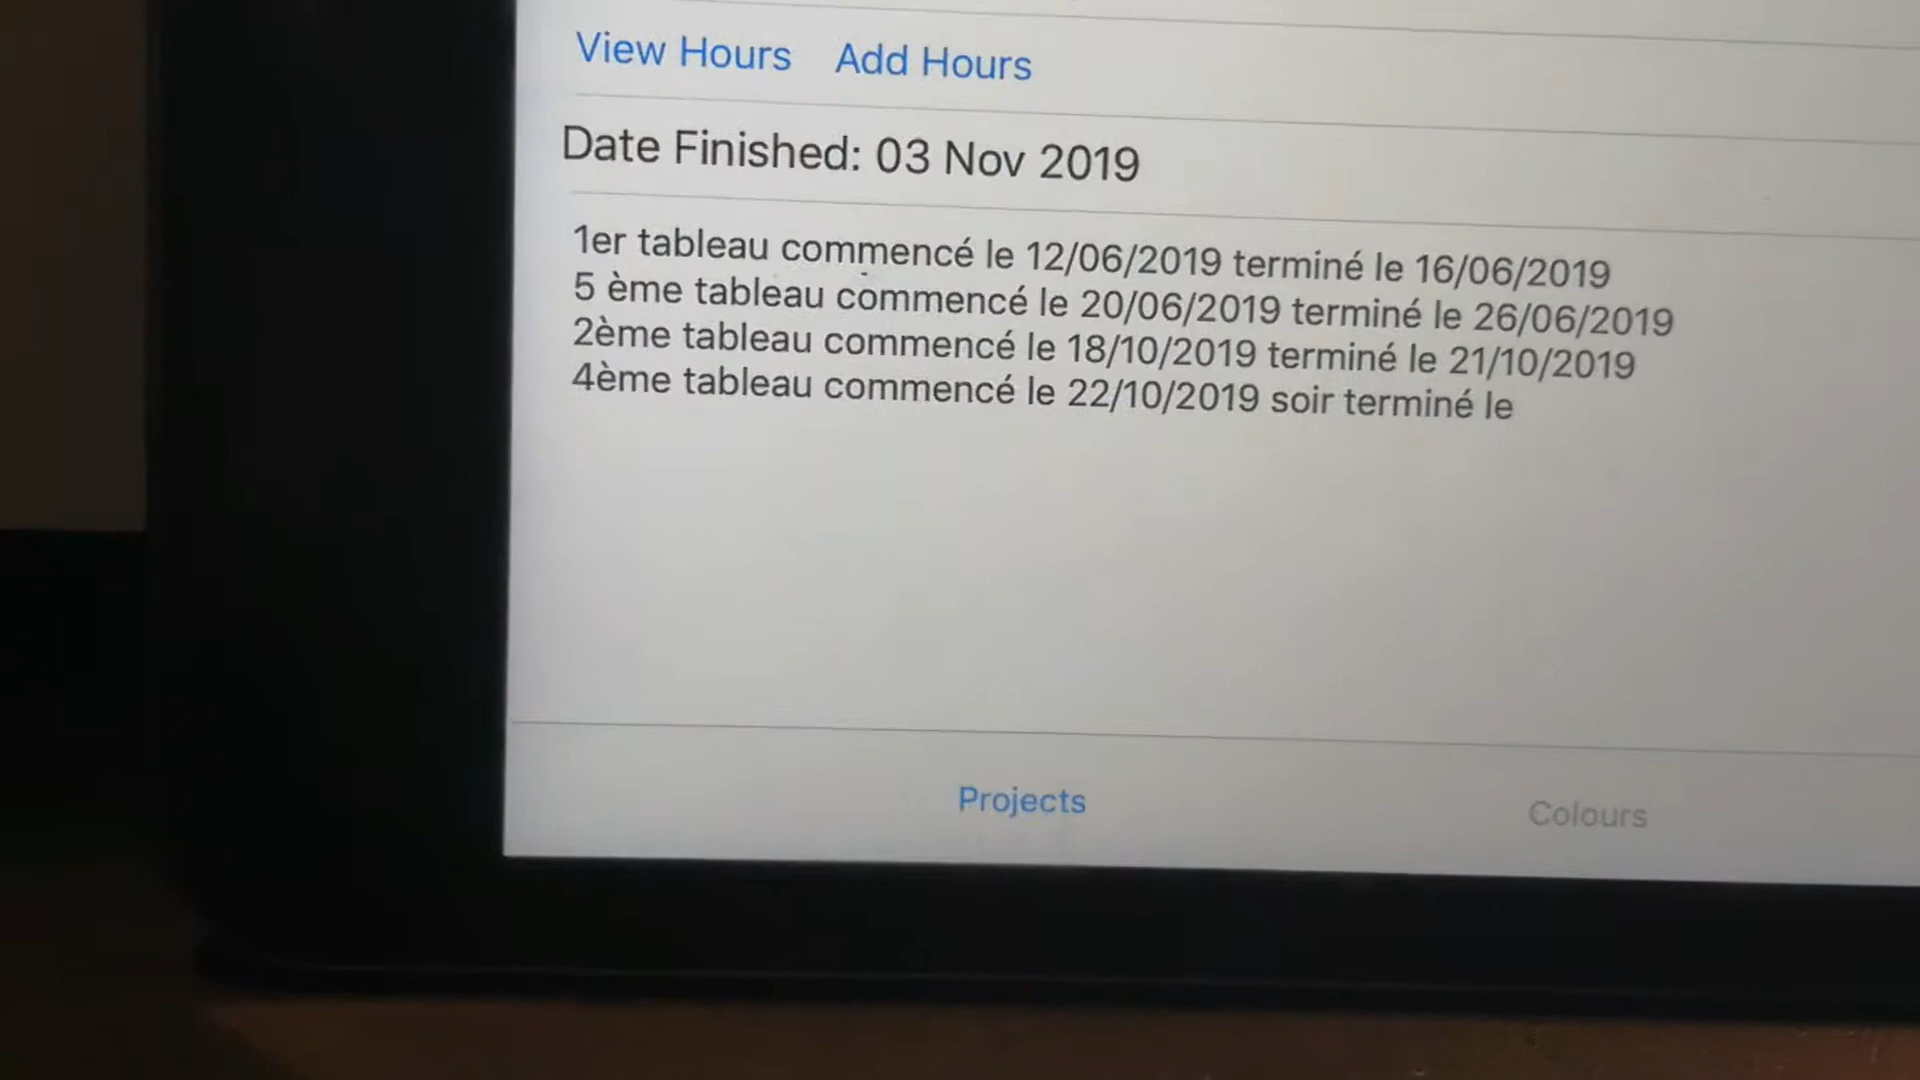 View Hours Add Hours
Date Finished: 03 Nov 2019
1er tableau commencé le 12/06/2019 terminé le 16/06/2019
5 ème tableau commencé le 20/06/2019 terminé le 26/06/2019
2ème tableau commencé le 18/10/2019 terminé le 21/10/2019
4ème tableau commencé le 22/10/2019 soir terminé le
Projects Colours